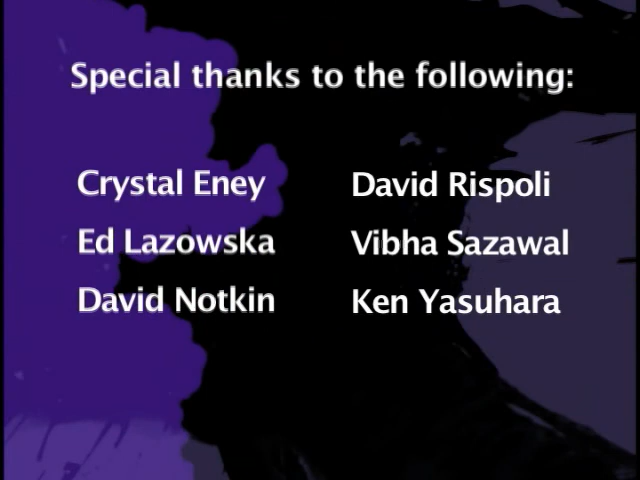 Special thanks to the following:
Crystal Eney
Ed Lazowska
David Notkin
David Rispoli
Vibha Sazawal
Ken Yasuhara